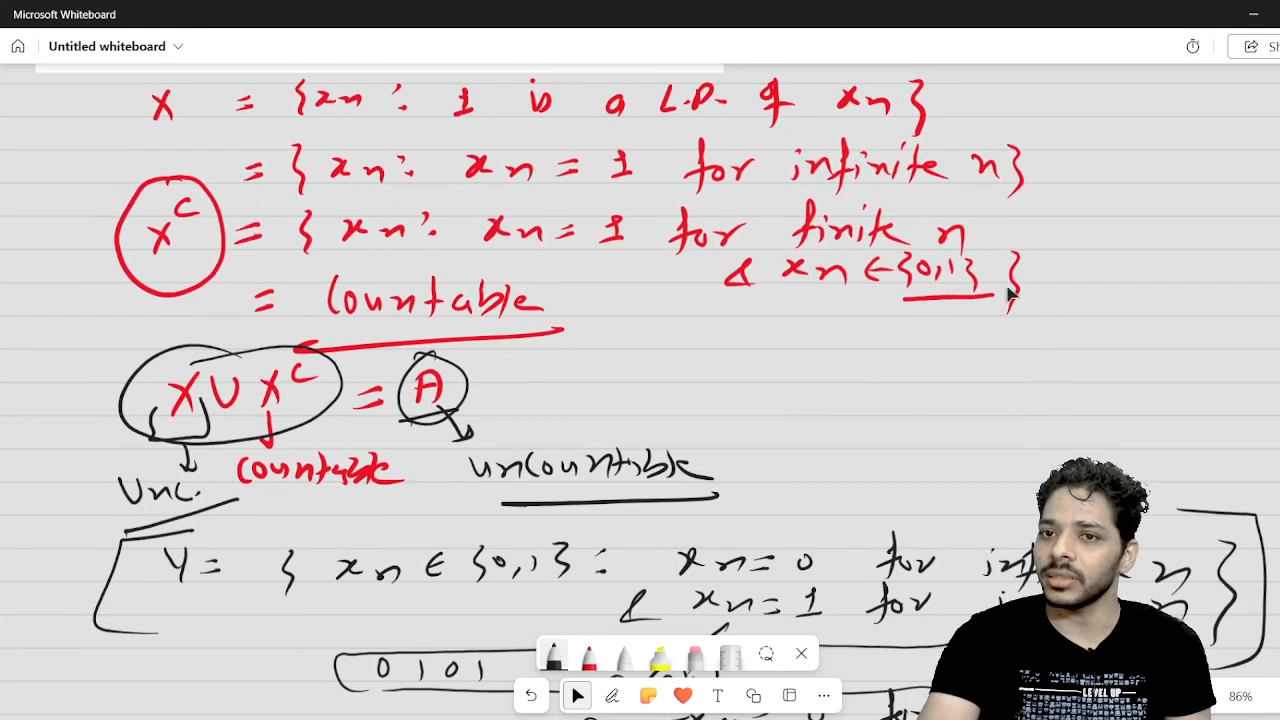 Microsoft Whiteboard
Untitled whiteboard
X = {xn : 1 is a L.P. of xn}
= {xn : xn = 1 for infinite n}
X^c = {xn : xn = 1 for finite n
& xn ∈ {0,1}}
= Countable
X ∪ X^c = A
Countable uncountable
Unc.
Y = {xn ∈ {0,1} : xn = 0 for n}
& xn = 1 for n
0 1 0 1
LEVEL UP
86%